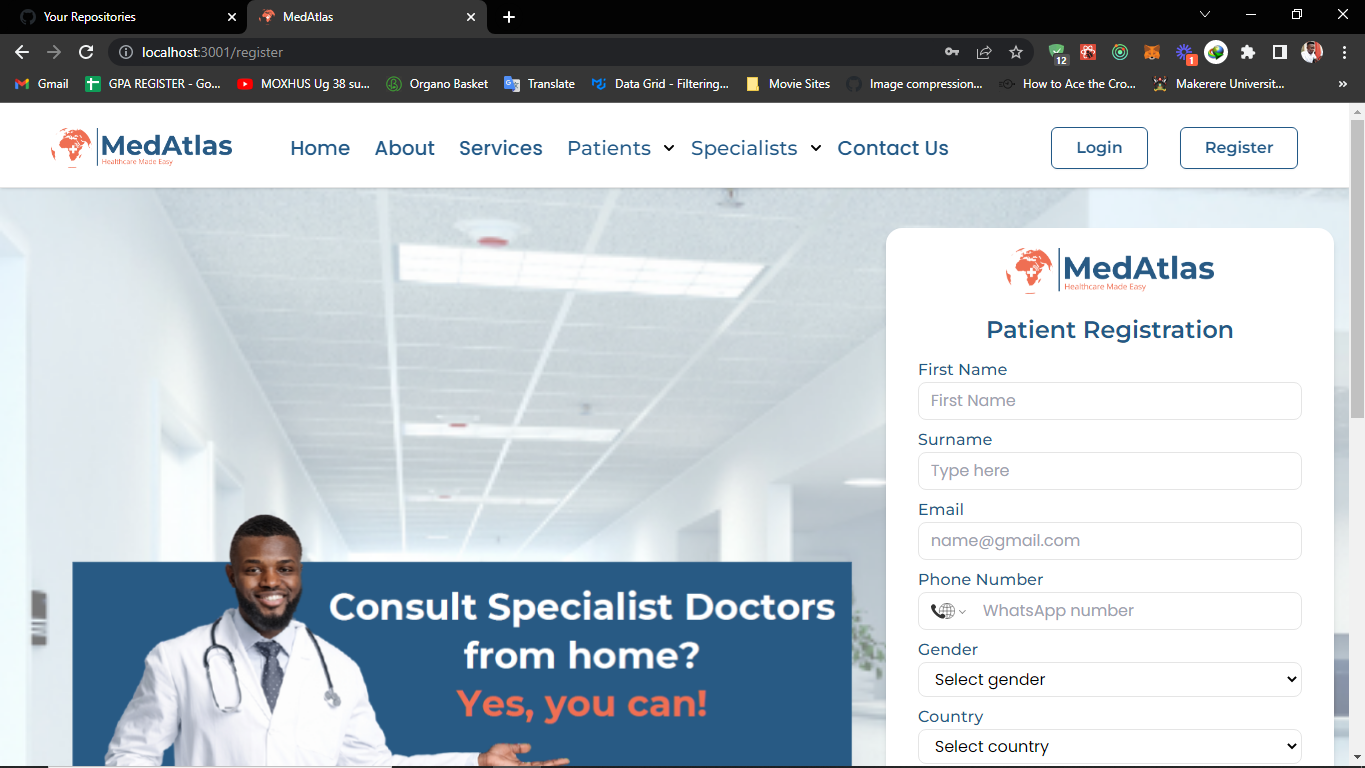 Your Repositories
MedAtlas
localhost:3001/register
12
1
Gmail
GPA REGISTER - Go...
MOXHUS Ug 38 su...
Organo Basket
Translate
Data Grid - Filtering...
Movie Sites
Image compression...
How to Ace the Cro...
Makerere Universit...
»
MedAtlas
Healthcare Made Easy
Home
About
Services
Patients
Specialists
Contact Us
Login
Register
MedAtlas
Healthcare Made Easy
Patient Registration
First Name
First Name
Surname
Type here
Email
name@gmail.com
Phone Number
WhatsApp number
Gender
Select gender
Country
Select country
Consult Specialist Doctors
from home?
Yes, you can!